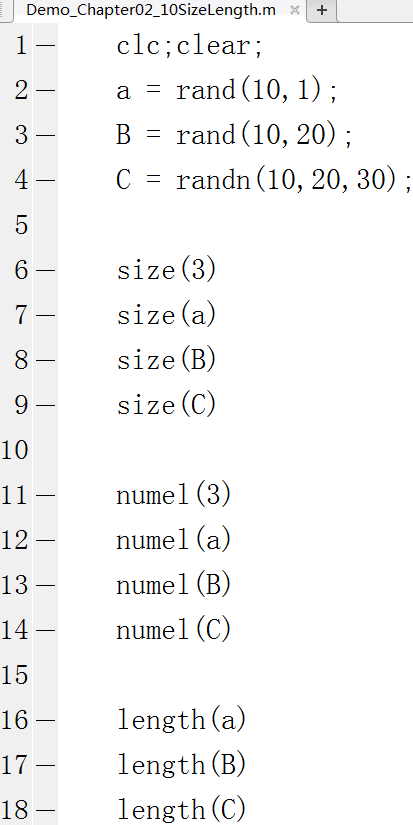 Demo_Chapter02_10SizeLength.m × +
1 — clc;clear;
2 — a = rand(10,1);
3 — B = rand(10,20);
4 — C = randn(10,20,30);
5
6 — size(3)
7 — size(a)
8 — size(B)
9 — size(C)
10
11 — numel(3)
12 — numel(a)
13 — numel(B)
14 — numel(C)
15
16 — length(a)
17 — length(B)
18 — length(C)